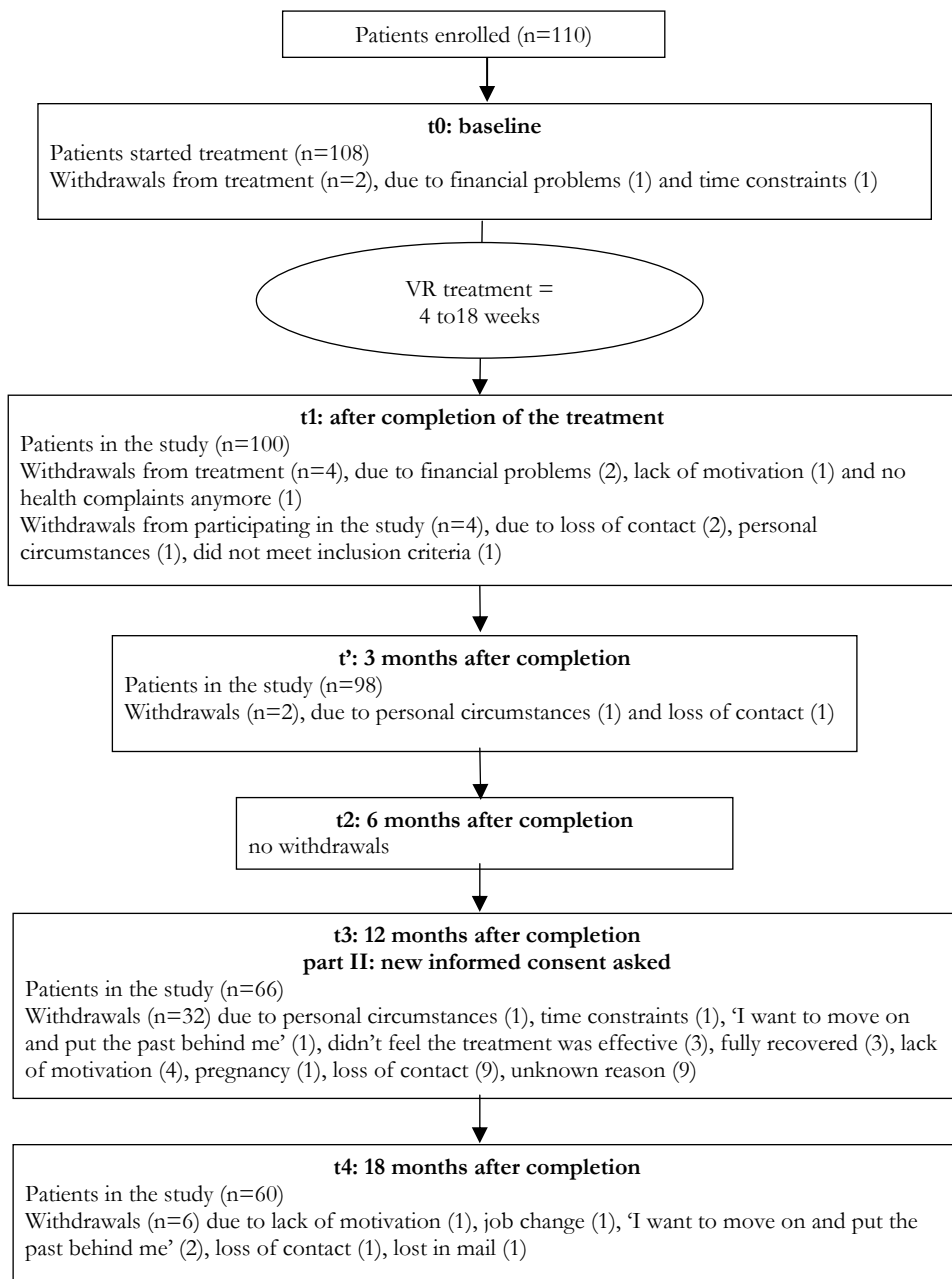 Patients enrolled (n=110)
t0: baseline
Patients started treatment (n=108)
Withdrawals from treatment (n=2), due to financial problems (1) and time constraints (1)
VR treatment =
4 to18 weeks
t1: after completion of the treatment
Patients in the study (n=100)
Withdrawals from treatment (n=4), due to financial problems (2), lack of motivation (1) and no
health complaints anymore (1)
Withdrawals from participating in the study (n=4), due to loss of contact (2), personal
circumstances (1), did not meet inclusion criteria (1)
t’: 3 months after completion
Patients in the study (n=98)
Withdrawals (n=2), due to personal circumstances (1) and loss of contact (1)
t2: 6 months after completion
no withdrawals
t3: 12 months after completion
part II: new informed consent asked
Patients in the study (n=66)
Withdrawals (n=32) due to personal circumstances (1), time constraints (1), ‘I want to move on
and put the past behind me’ (1), didn’t feel the treatment was effective (3), fully recovered (3), lack
of motivation (4), pregnancy (1), loss of contact (9), unknown reason (9)
t4: 18 months after completion
Patients in the study (n=60)
Withdrawals (n=6) due to lack of motivation (1), job change (1), ‘I want to move on and put the
past behind me’ (2), loss of contact (1), lost in mail (1)